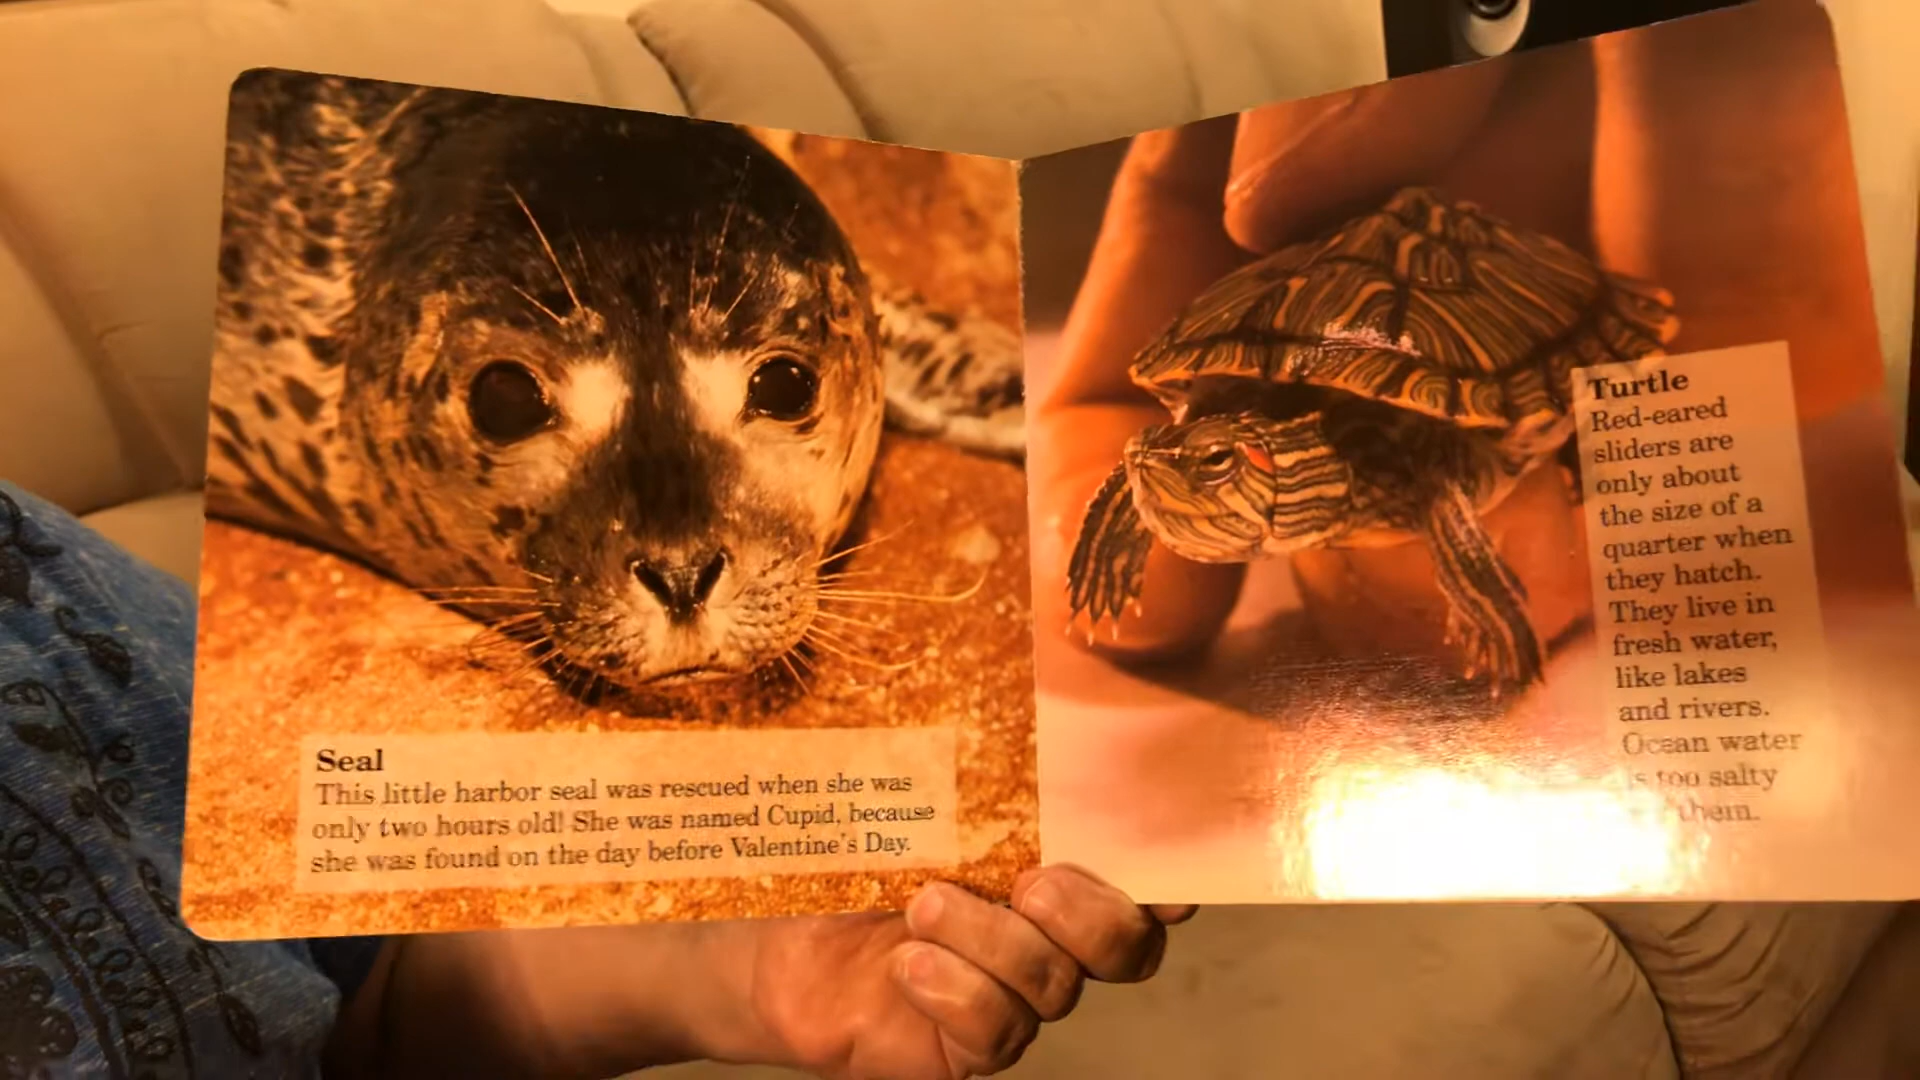 Seal
This little harbor seal was rescued when she was
only two hours old! She was named Cupid, because
she was found on the day before Valentine's Day.
Turtle
Red-eared
sliders are
only about
the size of a
quarter when
they hatch.
They live in
fresh water,
like lakes
and rivers.
Ocean water
is too salty
them.